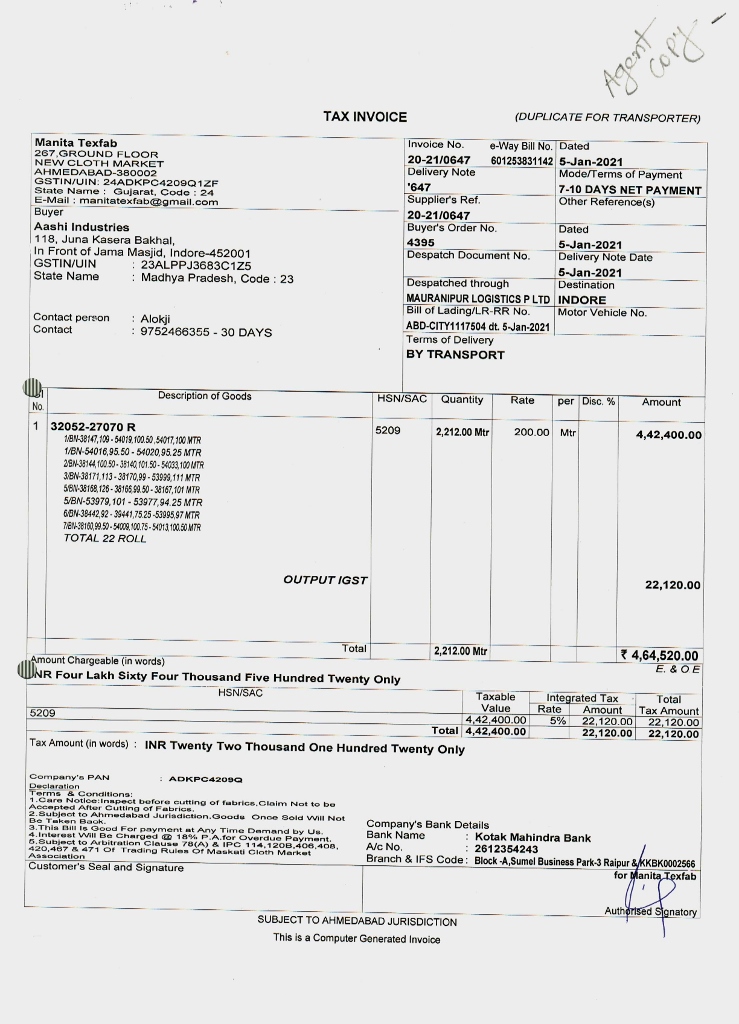 Agent
copy
TAX INVOICE
(DUPLICATE FOR TRANSPORTER)
Manita Texfab
267,GROUND FLOOR
NEW CLOTH MARKET
AHMEDABAD-380002
GSTIN/UIN: 24ADKPC4209Q1ZF
State Name : Gujarat, Code : 24
E-Mail : manitatexfab@gmail.com
Buyer
Aashi Industries
118, Juna Kasera Bakhal,
In Front of Jama Masjid, Indore-452001
GSTIN/UIN : 23ALPPJ3683C1Z5
State Name : Madhya Pradesh, Code : 23
Contact person : Alokji
Contact : 9752466355 - 30 DAYS
Invoice No. e-Way Bill No. Dated
20-21/0647 601253831142 5-Jan-2021
Delivery Note Mode/Terms of Payment
'647 7-10 DAYS NET PAYMENT
Supplier's Ref. Other Reference(s)
20-21/0647
Buyer's Order No. Dated
4395 5-Jan-2021
Despatch Document No. Delivery Note Date
5-Jan-2021
Despatched through Destination
MAURANIPUR LOGISTICS P LTD INDORE
Bill of Lading/LR-RR No. Motor Vehicle No.
ABD-CITY1117504 dt. 5-Jan-2021
Terms of Delivery
BY TRANSPORT
No. Description of Goods HSN/SAC Quantity Rate per Disc. % Amount
1 32052-27070 R 5209 2,212.00 Mtr 200.00 Mtr 4,42,400.00
1/BN-38147,109 - 54019,100.50 ,54017,100 MTR
1/BN-54016,95.50 - 54020,95.25 MTR
2/BN-38144,100.50 - 38140,101.50 - 54033,100 MTR
3/BN-38171,113 - 38170,99 - 53999,111 MTR
5/BN-38168,126 - 38166,99.50 - 38167,101 MTR
5/BN-53979,101 - 53977,94.25 MTR
6/BN-38442,92 - 39441,75.25 -53995,97 MTR
7/BN-38160,99.50 - 54009,100.75 - 54013,100.50 MTR
TOTAL 22 ROLL
OUTPUT IGST 22,120.00
Total 2,212.00 Mtr ₹ 4,64,520.00
Amount Chargeable (in words) E. & O E
INR Four Lakh Sixty Four Thousand Five Hundred Twenty Only
HSN/SAC Taxable Value Integrated Tax Rate Amount Total Tax Amount
5209 4,42,400.00 5% 22,120.00 22,120.00
Total 4,42,400.00 22,120.00 22,120.00
Tax Amount (in words) : INR Twenty Two Thousand One Hundred Twenty Only
Company's PAN : ADKPC4209Q
Declaration
Terms & Conditions:
1.Care Notice:Inspect before cutting of fabrics,Claim Not to be
Accepted After Cutting of Fabrics.
2.Subject to Ahmedabad Jurisdiction.Goods Once Sold Will Not
Be Taken Back.
3.This Bill Is Good For payment at Any Time Demand by Us.
4.Interest Will Be Charged @ 18% P.A.for Overdue Payment.
5.Subject to Arbitration Clause 78(A) & IPC 114,120B,406,408,
420,467 & 471 Of Trading Rules Of Maskati Cloth Market
Association
Company's Bank Details
Bank Name : Kotak Mahindra Bank
A/c No. : 2612354243
Branch & IFS Code : Block -A,Sumel Business Park-3 Raipur & KKBK0002566
Customer's Seal and Signature
for Manita Texfab
Authorised Signatory
SUBJECT TO AHMEDABAD JURISDICTION
This is a Computer Generated Invoice